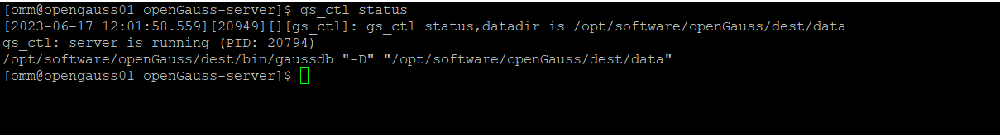 [omm@opengauss01 openGauss-server]$ gs_ctl status
[2023-06-17 12:01:58.559][20949][][gs_ctl]: gs_ctl status,datadir is /opt/software/openGauss/dest/data
gs_ctl: server is running (PID: 20794)
/opt/software/openGauss/dest/bin/gaussdb "-D" "/opt/software/openGauss/dest/data"
[omm@opengauss01 openGauss-server]$